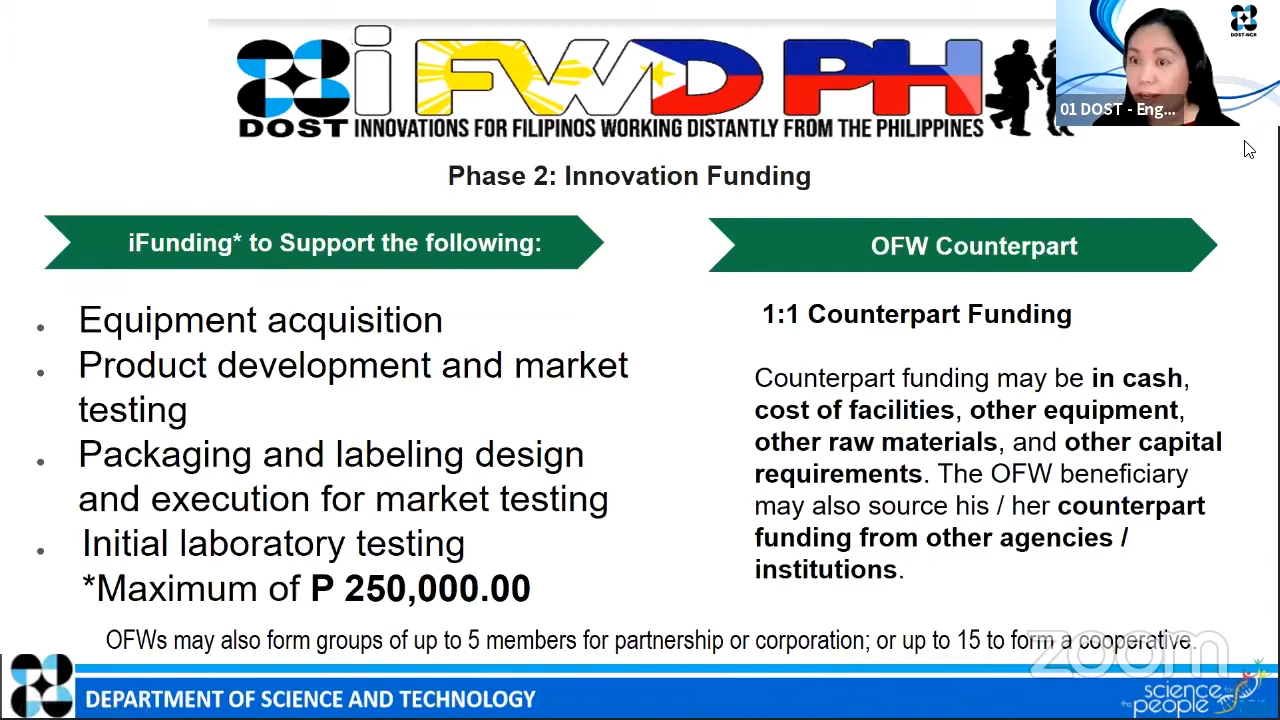 i FWD PH
DOST
INNOVATIONS FOR FILIPINOS WORKING DISTANTLY FROM THE PHILIPPINES
DOST-NCR
01 DOST - Eng...
Phase 2: Innovation Funding
iFunding* to Support the following:
• Equipment acquisition
• Product development and market
testing
• Packaging and labeling design
and execution for market testing
• Initial laboratory testing
*Maximum of P 250,000.00
OFW Counterpart
1:1 Counterpart Funding
Counterpart funding may be in cash,
cost of facilities, other equipment,
other raw materials, and other capital
requirements. The OFW beneficiary
may also source his / her counterpart
funding from other agencies /
institutions.
OFWs may also form groups of up to 5 members for partnership or corporation; or up to 15 to form a cooperative.
zoom
DEPARTMENT OF SCIENCE AND TECHNOLOGY
science
for the people